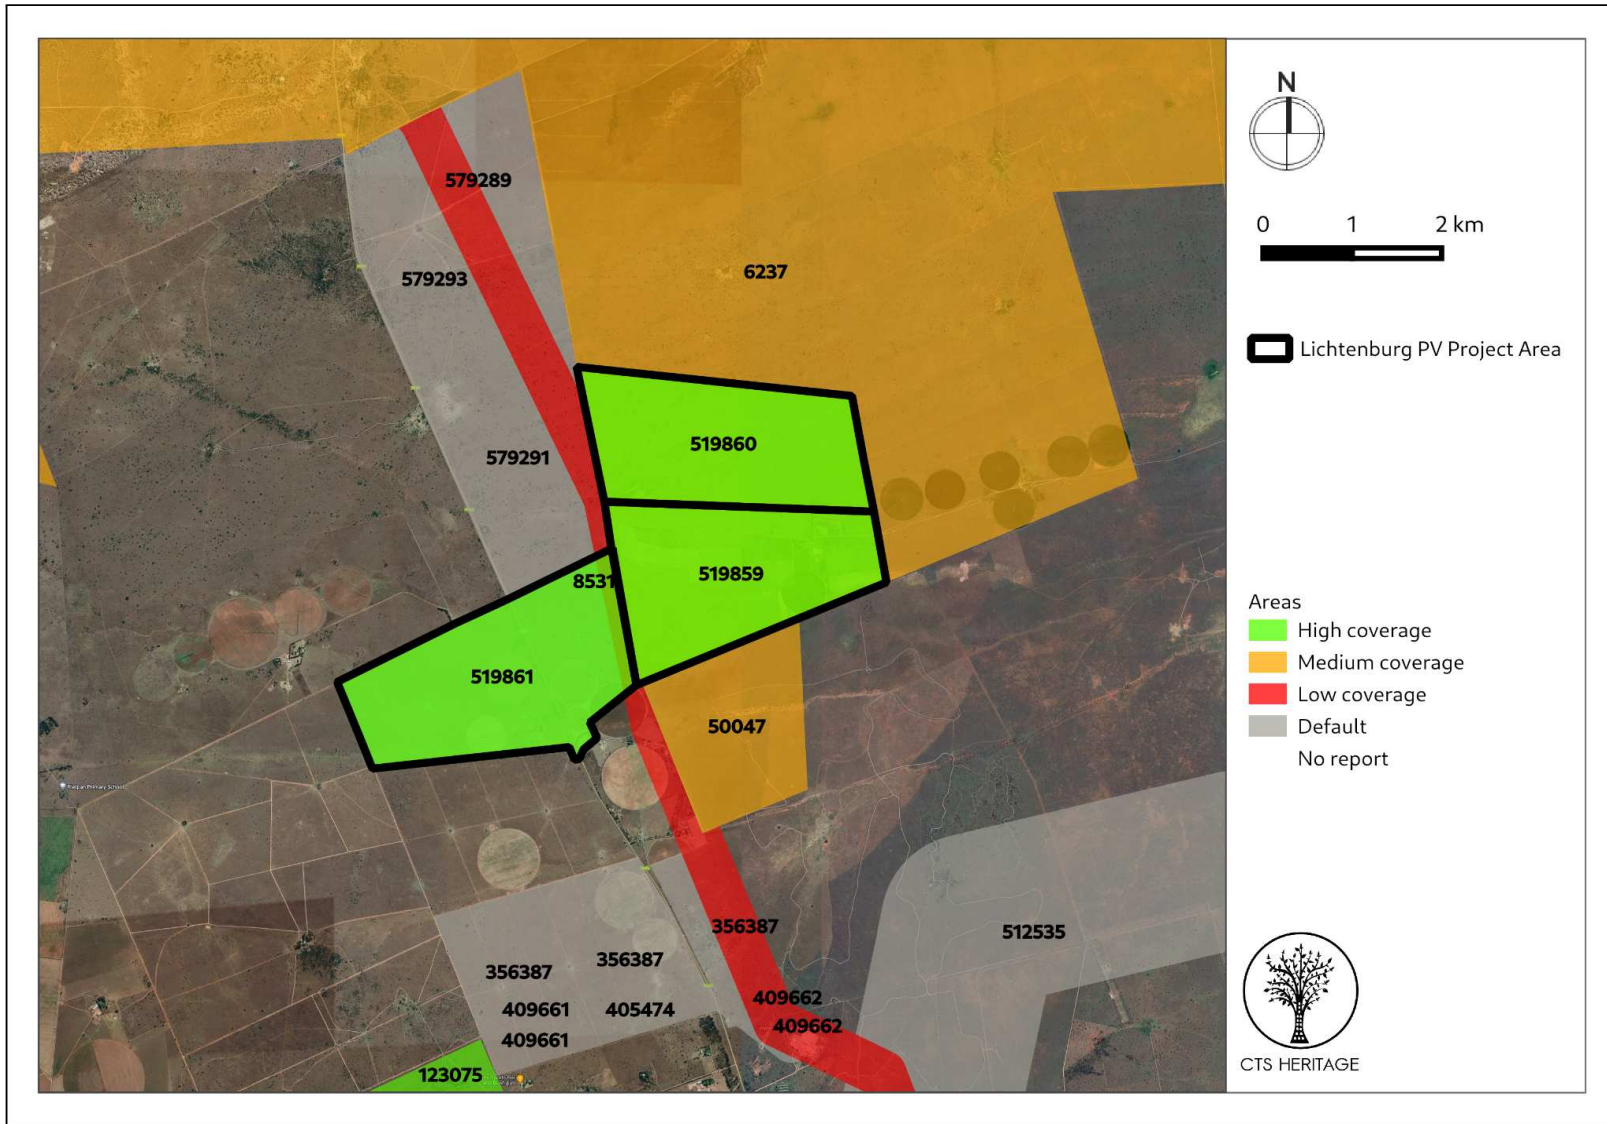 579289
579293
6237
519860
579291
519859
8531
519861
50047
356387
512535
356387
356387
409662
409661
405474
409662
409661
123075
N
0 1 2 km
Lichtenburg PV Project Area
Areas
High coverage
Medium coverage
Low coverage
Default
No report
CTS HERITAGE